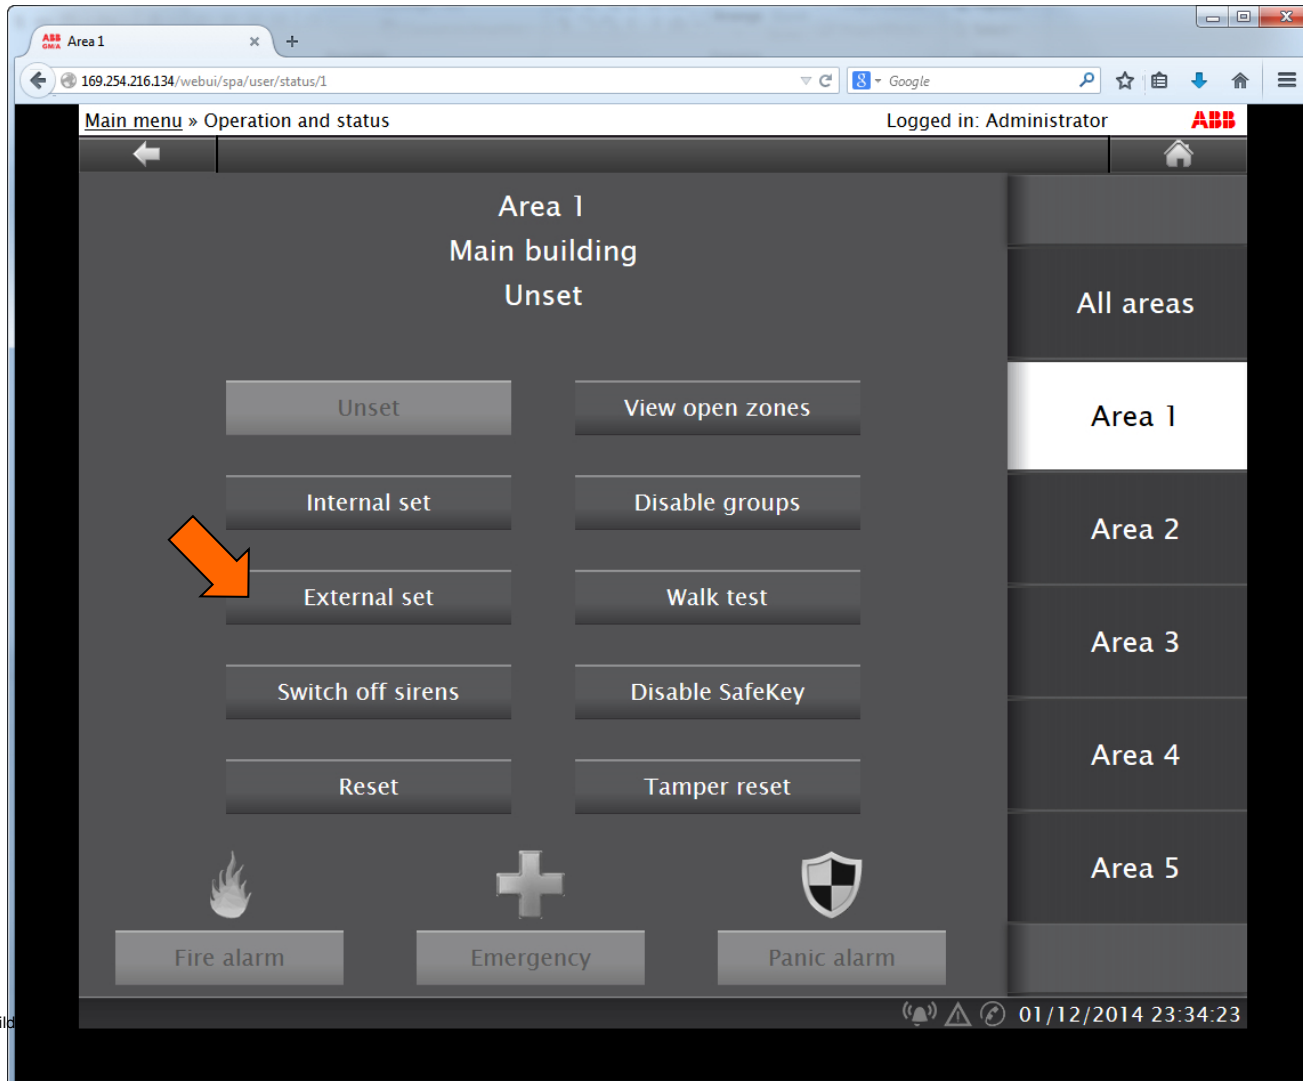 ABB
GM/A
Area 1
169.254.216.134/webui/spa/user/status/1
Google
Main menu » Operation and status
Logged in: Administrator
ABB
Area 1
Main building
Unset
All areas
Unset
View open zones
Area 1
Internal set
Disable groups
Area 2
External set
Walk test
Area 3
Switch off sirens
Disable SafeKey
Area 4
Reset
Tamper reset
Area 5
Fire alarm
Emergency
Panic alarm
01/12/2014 23:34:23